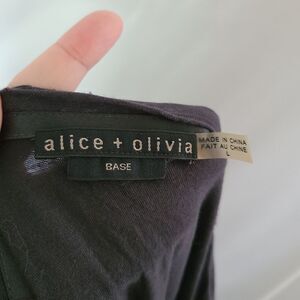 alice + olivia
BASE
MADE IN CHINA
FAIT AU CHINE
L